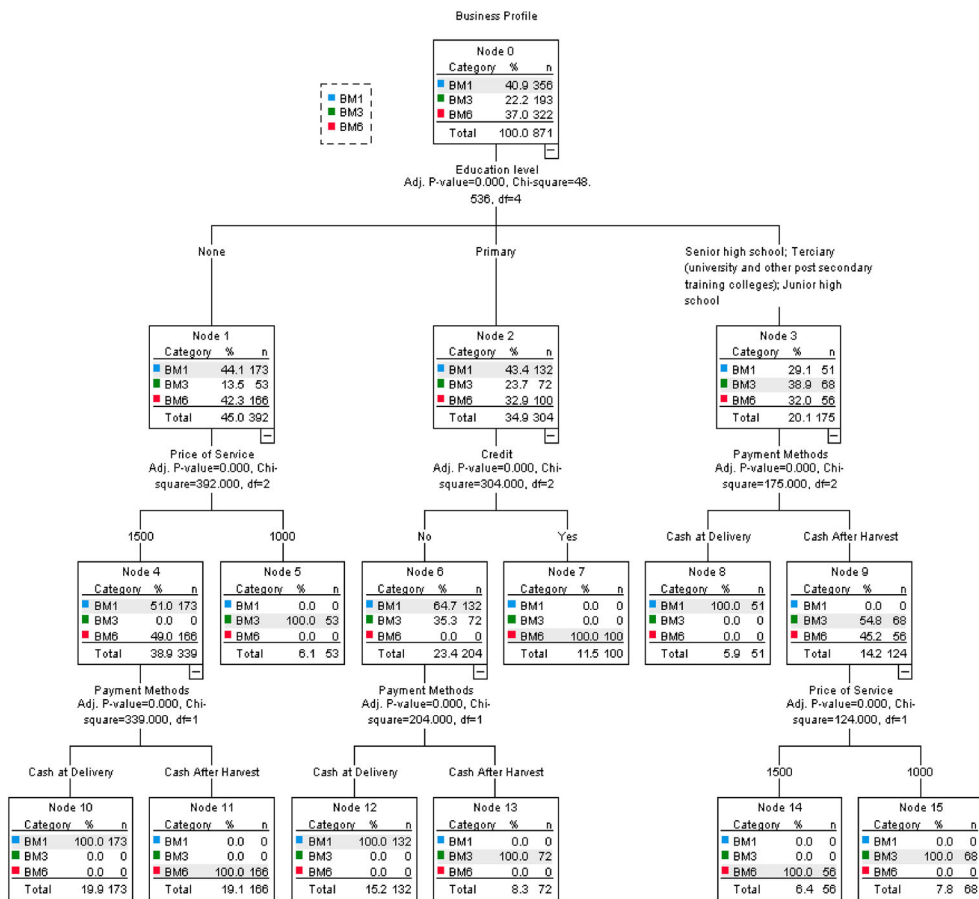 Business Profile
Node 0
Category % n
BM1 40.9 356
BM3 22.2 193
BM6 37.0 322
Total 100.0 871
BM1
BM3
BM6
Education level
Adj. P-value=0.000, Chi-square=48.
536, df=4
None
Primary
Senior high school; Terciary
(university and other post secondary
training colleges); Junior high
school
Node 1
Category % n
BM1 44.1 173
BM3 13.5 53
BM6 42.3 166
Total 45.0 392
Node 2
Category % n
BM1 43.4 132
BM3 23.7 72
BM6 32.9 100
Total 34.9 304
Node 3
Category % n
BM1 29.1 51
BM3 38.9 68
BM6 32.0 56
Total 20.1 175
Price of Service
Adj. P-value=0.000, Chi-
square=392.000, df=2
Credit
Adj. P-value=0.000, Chi-
square=304.000, df=2
Payment Methods
Adj. P-value=0.000, Chi-
square=175.000, df=2
1500
1000
No
Yes
Cash at Delivery
Cash After Harvest
Node 4
Category % n
BM1 51.0 173
BM3 0.0 0
BM6 49.0 166
Total 38.9 339
Node 5
Category % n
BM1 0.0 0
BM3 100.0 53
BM6 0.0 0
Total 6.1 53
Node 6
Category % n
BM1 64.7 132
BM3 35.3 72
BM6 0.0 0
Total 23.4 204
Node 7
Category % n
BM1 0.0 0
BM3 0.0 0
BM6 100.0 100
Total 11.5 100
Node 8
Category % n
BM1 100.0 51
BM3 0.0 0
BM6 0.0 0
Total 5.9 51
Node 9
Category % n
BM1 0.0 0
BM3 54.8 68
BM6 45.2 56
Total 14.2 124
Payment Methods
Adj. P-value=0.000, Chi-
square=339.000, df=1
Payment Methods
Adj. P-value=0.000, Chi-
square=204.000, df=1
Price of Service
Adj. P-value=0.000, Chi-
square=124.000, df=1
Cash at Delivery
Cash After Harvest
Cash at Delivery
Cash After Harvest
1500
1000
Node 10
Category % n
BM1 100.0 173
BM3 0.0 0
BM6 0.0 0
Total 19.9 173
Node 11
Category % n
BM1 0.0 0
BM3 0.0 0
BM6 100.0 166
Total 19.1 166
Node 12
Category % n
BM1 100.0 132
BM3 0.0 0
BM6 0.0 0
Total 15.2 132
Node 13
Category % n
BM1 0.0 0
BM3 100.0 72
BM6 0.0 0
Total 8.3 72
Node 14
Category % n
BM1 0.0 0
BM3 0.0 0
BM6 100.0 56
Total 6.4 56
Node 15
Category % n
BM1 0.0 0
BM3 100.0 68
BM6 0.0 0
Total 7.8 68